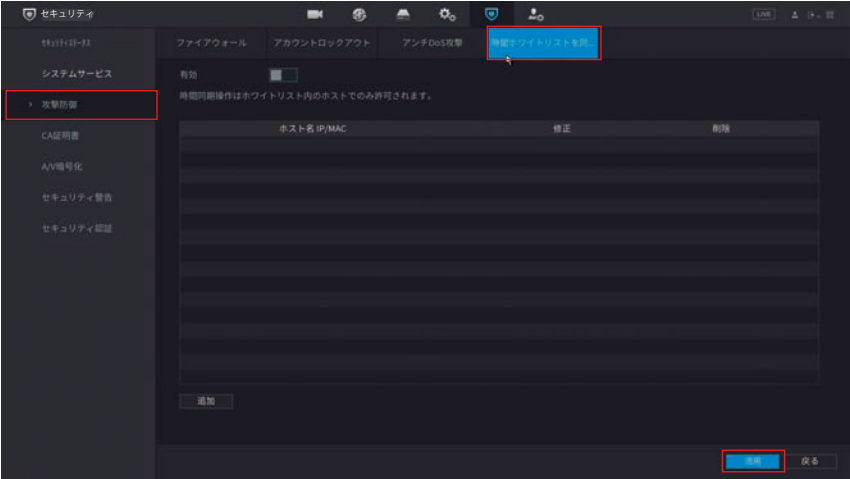 セキュリティ
LIVE
セキュリティステータス
ファイアウォール アカウントロックアウト アンチDoS攻撃 時間ホワイトリストを同...
システムサービス
有効
時間同期操作はホワイトリスト内のホストでのみ許可されます。
攻撃防御
ホスト名 IP/MAC 修正 削除
CA証明書
A/V暗号化
セキュリティ警告
セキュリティ認証
追加
適用 戻る